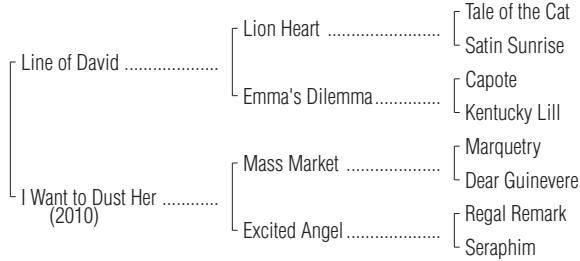 Tale of the Cat
Lion Heart ....................
Satin Sunrise
Line of David .....................
Capote
Emma's Dilemma..............
Kentucky Lill
Marquetry
Mass Market .................
Dear Guinevere
I Want to Dust Her ............
(2010)
Regal Remark
Excited Angel.................
Seraphim